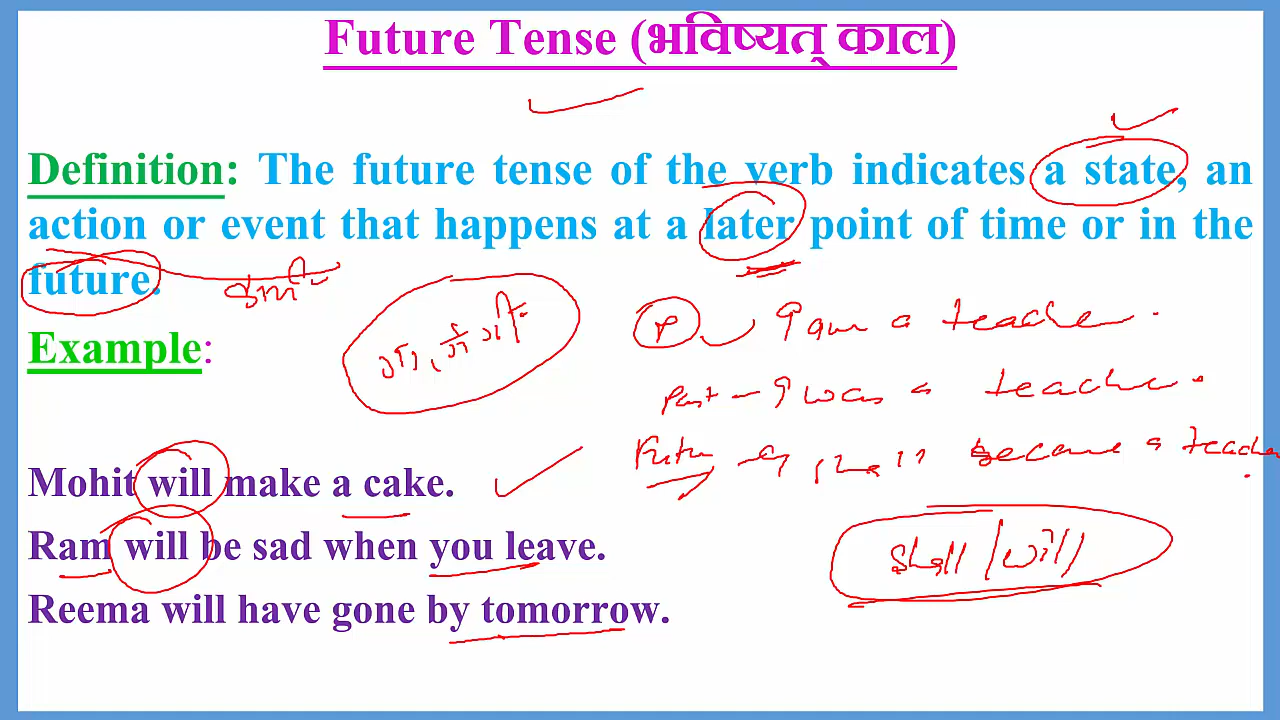 Future Tense (भविष्यत् काल)
Definition: The future tense of the verb indicates a state, an
action or event that happens at a later point of time or in the
future.
Example:
P. I am a teacher.
Past – I was a teacher.
Future – I shall become a teacher.
गा, गे, गी
Mohit will make a cake.
Ram will be sad when you leave.
shall / will
Reema will have gone by tomorrow.